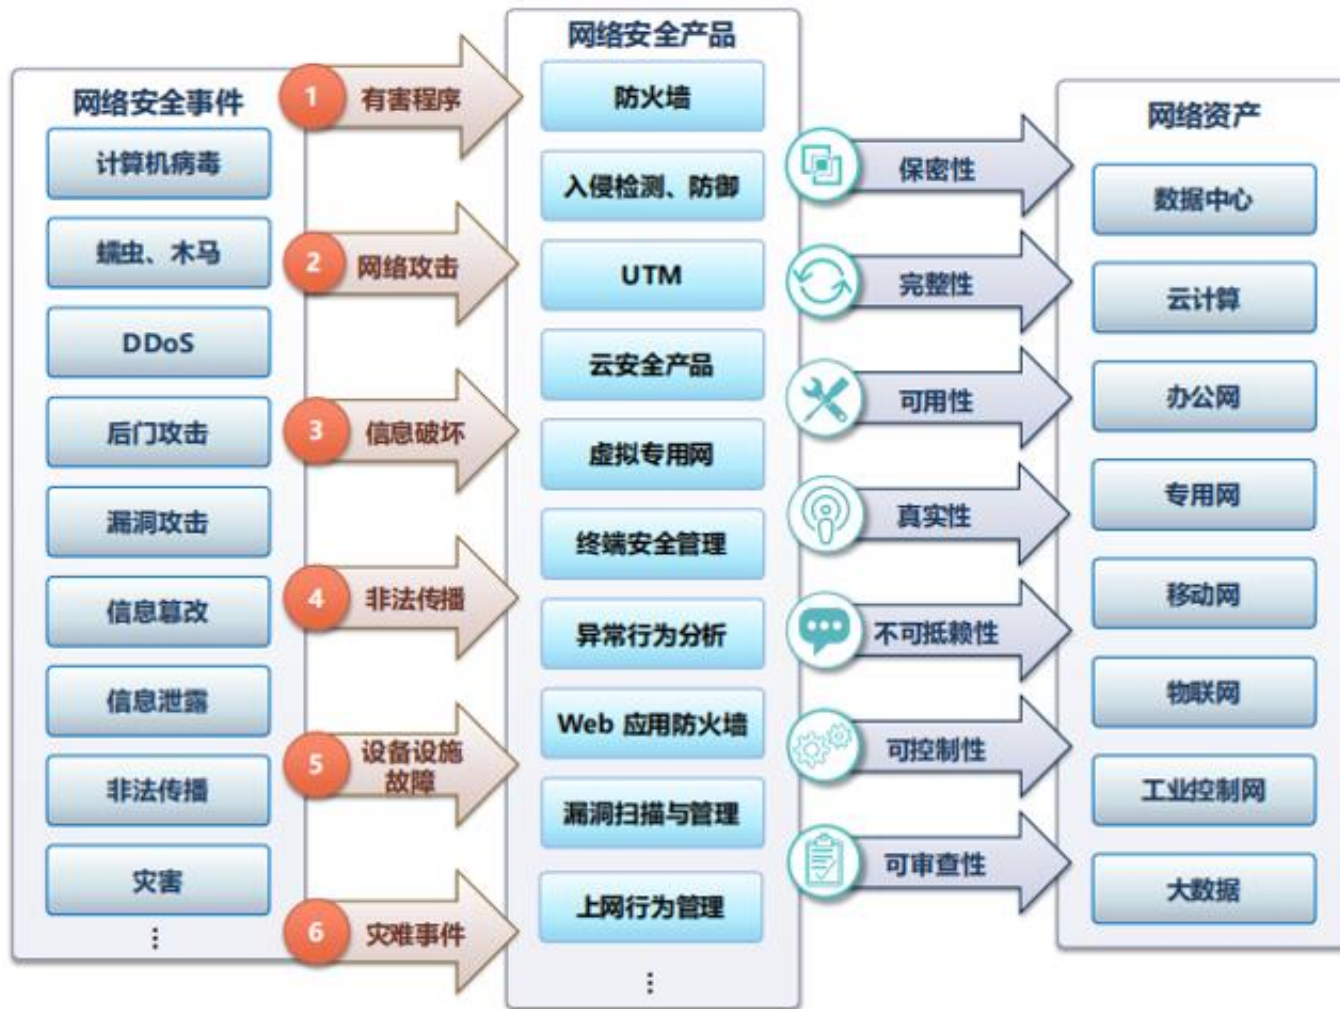 网络安全事件
计算机病毒
蠕虫、木马
DDoS
后门攻击
漏洞攻击
信息篡改
信息泄露
非法传播
灾害
⋮
1 有害程序
2 网络攻击
3 信息破坏
4 非法传播
5 设备设施
故障
6 灾难事件
网络安全产品
防火墙
入侵检测、防御
UTM
云安全产品
虚拟专用网
终端安全管理
异常行为分析
Web 应用防火墙
漏洞扫描与管理
上网行为管理
⋮
保密性
完整性
可用性
真实性
不可抵赖性
可控制性
可审查性
网络资产
数据中心
云计算
办公网
专用网
移动网
物联网
工业控制网
大数据